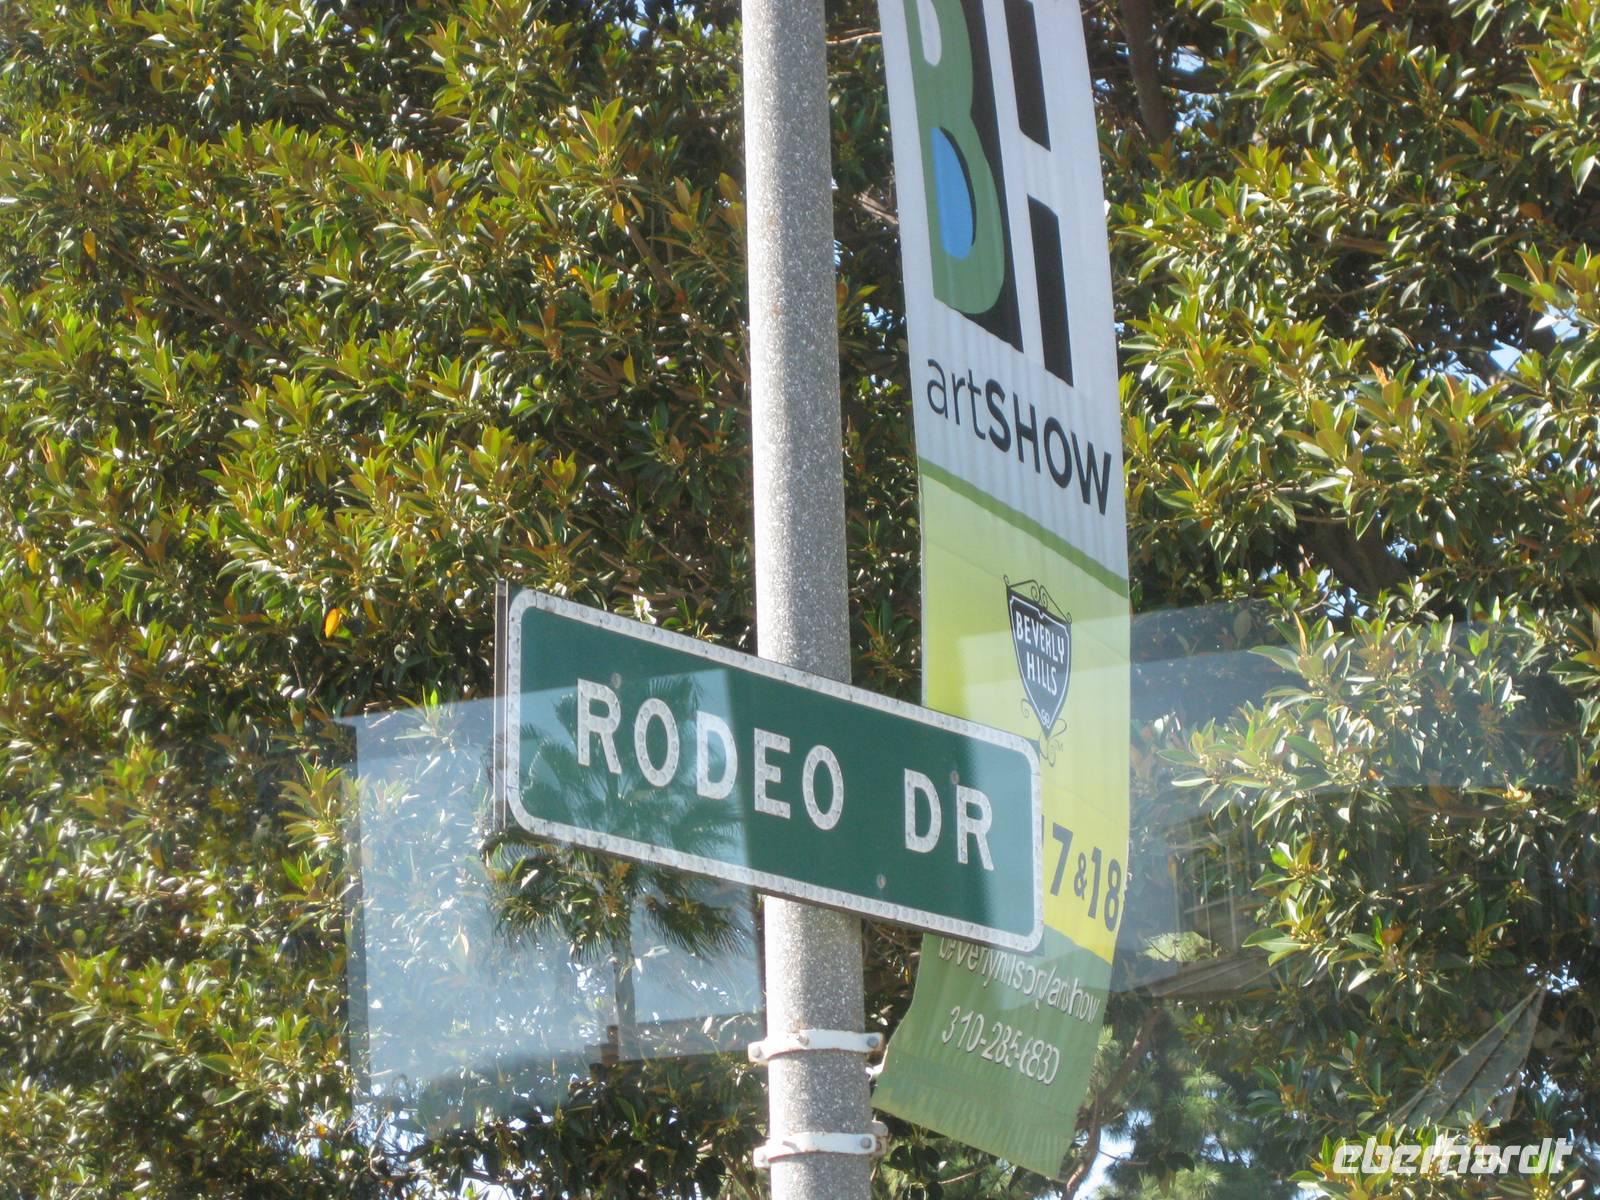 BH
artSHOW
BEVERLY
HILLS
RODEO DR
17 & 18
310-285-6830
eberhardt